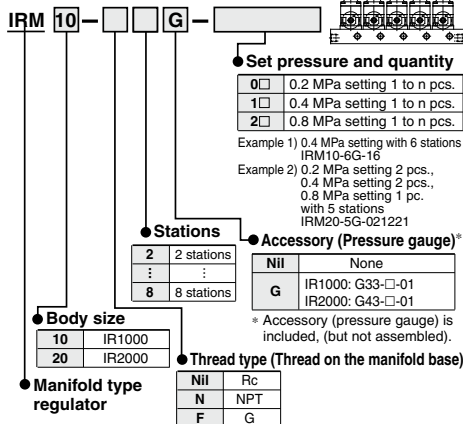 IRM 10 – G –
Set pressure and quantity
0□ 0.2 MPa setting 1 to n pcs.
1□ 0.4 MPa setting 1 to n pcs.
2□ 0.8 MPa setting 1 to n pcs.
Example 1) 0.4 MPa setting with 6 stations
IRM10-6G-16
Example 2) 0.2 MPa setting 2 pcs.,
0.4 MPa setting 2 pcs.,
0.8 MPa setting 1 pc.
with 5 stations
IRM20-5G-021221
Accessory (Pressure gauge)*
Nil None
G IR1000: G33-□-01
IR2000: G43-□-01
* Accessory (pressure gauge) is
included, (but not assembled).
Stations
2 2 stations
⋮ ⋮
8 8 stations
Thread type (Thread on the manifold base)
Nil Rc
N NPT
F G
Body size
10 IR1000
20 IR2000
Manifold type
regulator